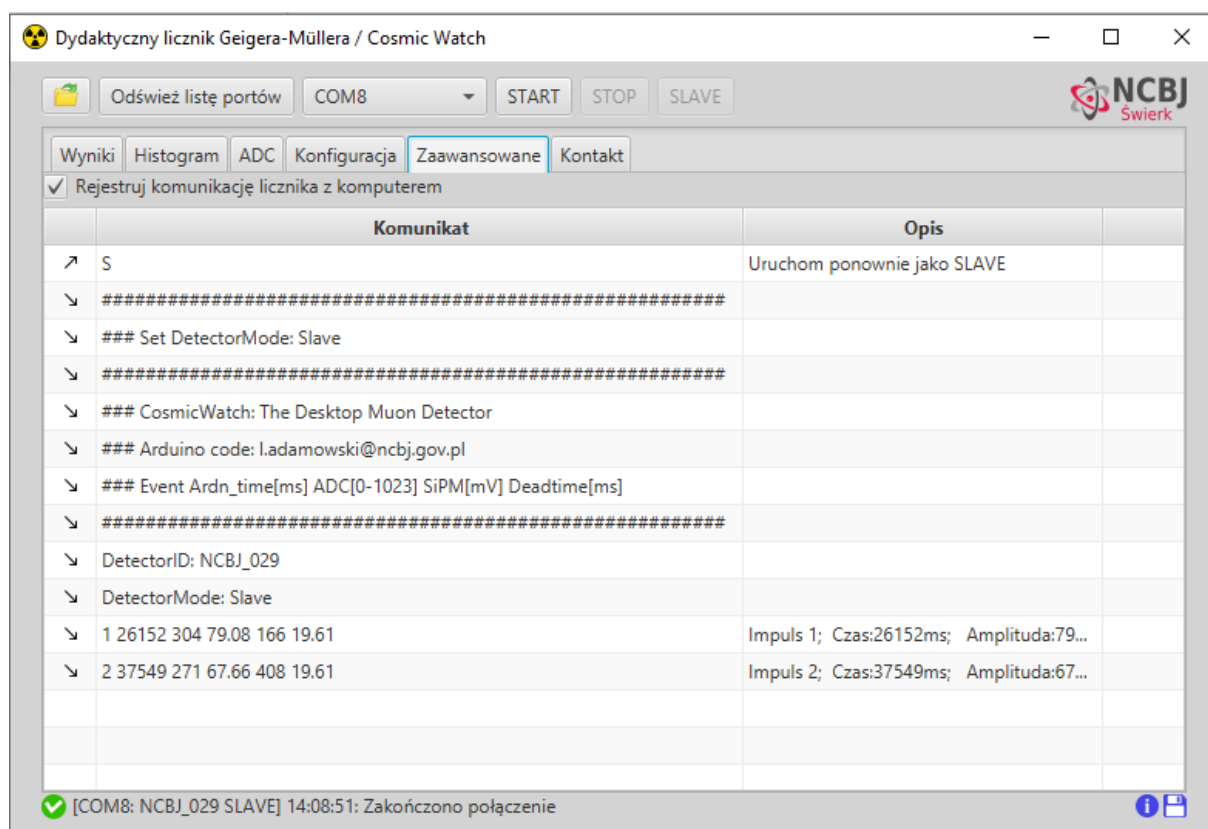 Dydaktyczny licznik Geigera-Müllera / Cosmic Watch
Odśwież listę portów COM8 START STOP SLAVE
NCBJ
Świerk
Wyniki Histogram ADC Konfiguracja Zaawansowane Kontakt
Rejestruj komunikację licznika z komputerem
Komunikat Opis
S Uruchom ponownie jako SLAVE
#########################################################
### Set DetectorMode: Slave
#########################################################
### CosmicWatch: The Desktop Muon Detector
### Arduino code: l.adamowski@ncbj.gov.pl
### Event Ardn_time[ms] ADC[0-1023] SiPM[mV] Deadtime[ms]
#########################################################
DetectorID: NCBJ_029
DetectorMode: Slave
1 26152 304 79.08 166 19.61 Impuls 1; Czas:26152ms; Amplituda:79...
2 37549 271 67.66 408 19.61 Impuls 2; Czas:37549ms; Amplituda:67...
[COM8: NCBJ_029 SLAVE] 14:08:51: Zakończono połączenie